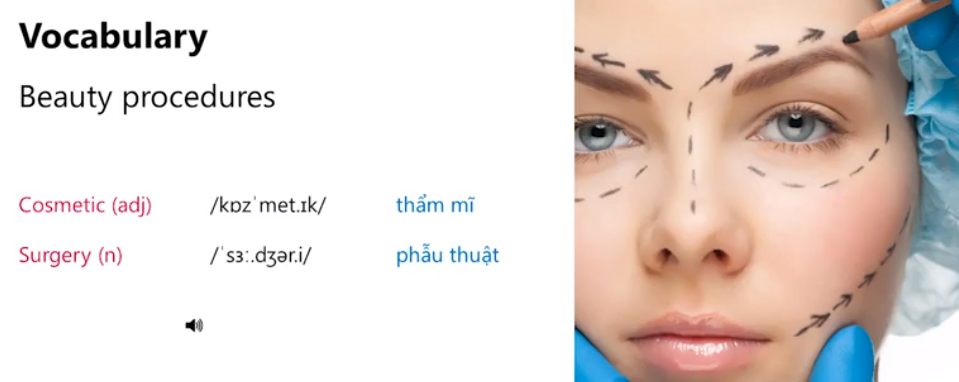 Vocabulary
Beauty procedures
Cosmetic (adj) /kɒzˈmet.ɪk/ thẩm mĩ
Surgery (n) /ˈsɜː.dʒər.i/ phẫu thuật